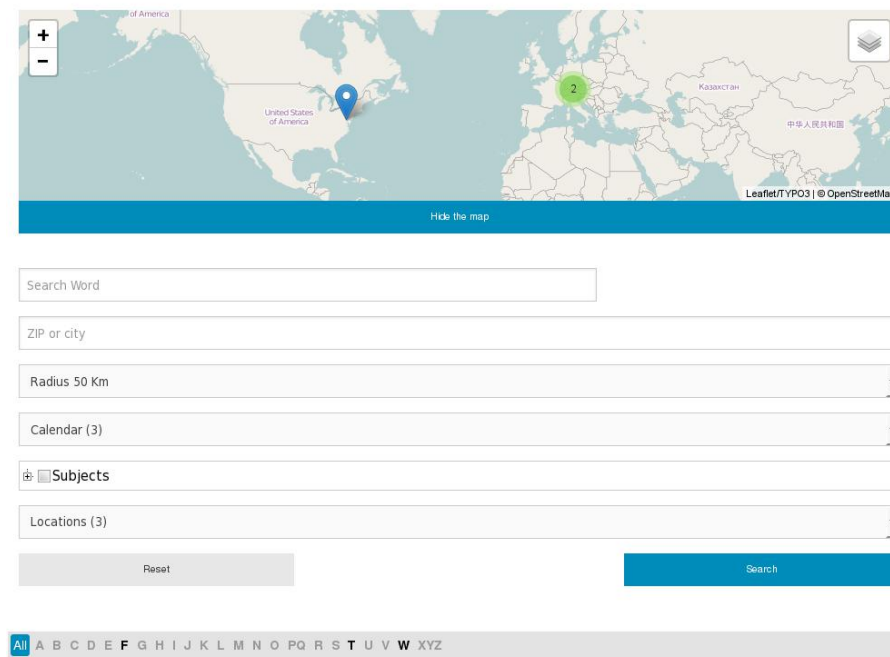 of America
+
−
2
Казахстан
United States
of America
中华人民共和国
Leaflet/TYPO3 | © OpenStreetMa
Hide the map
Search Word
ZIP or city
Radius 50 Km
Calendar (3)
Subjects
Locations (3)
Reset
Search
All A B C D E F G H I J K L M N O PQ R S T U V W XYZ